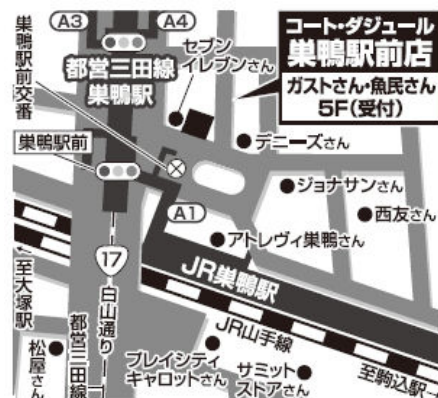 A3
A4
コート・ダジュール
巣鴨駅前店
ガストさん・魚民さん
5F(受付)
巣鴨駅前交番
都営三田線
巣鴨駅
セブン
イレブンさん
デニーズさん
巣鴨駅前
ジョナサンさん
西友さん
A1
アトレヴィ巣鴨さん
17
JR巣鴨駅
至大塚駅
白山通り
都営三田線
JR山手線
松屋さん
プレイシティ
キャロットさん
サミット
ストアさん
至駒込駅→